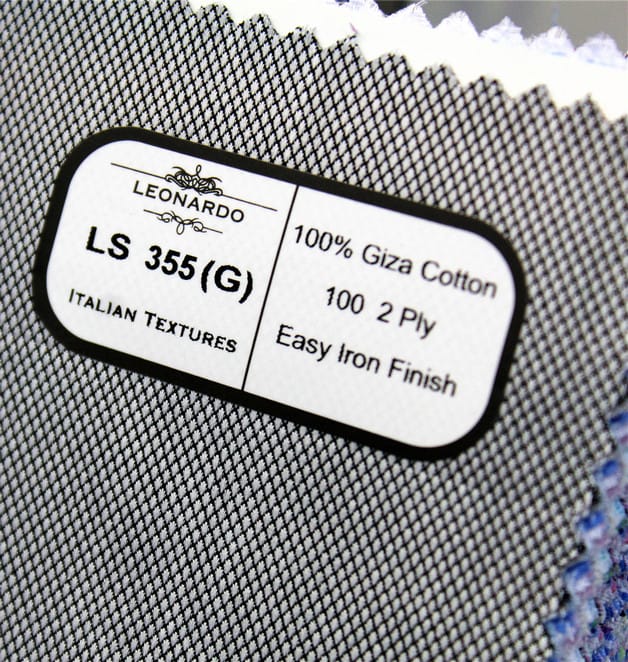 LEONARDO
LS 355(G)
ITALIAN TEXTURES
100% Giza Cotton
100 2 Ply
Easy Iron Finish